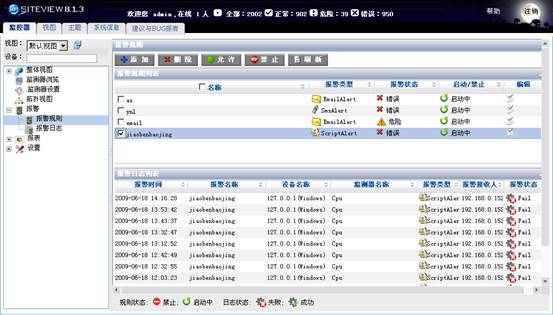 SITEVIEW 8.1.3
欢迎您 admin, 在线 1 人 全部: 2002 正常: 902 危险: 39 错误: 950
帮助 注销
监控器 视图 主题 系统信息 建议与BUG报告
视图: 默认视图
设备:
整体视图
监测器浏览
监测器设置
拓扑视图
报警
报警规则
报警日志
报表
设置
报警规则
添加 删除 允许 禁止 刷新
报警规则列表
名称 报警类型 报警状态 启动/禁止 编辑
as EmailAlert 错误 启动中
ynl SmsAlert 错误 启动中
email EmailAlert 危险 启动中
jiaobenbaojing ScriptAlert 错误 启动中
报警日志列表
报警时间 报警名称 设备名称 监测器名称 报警类型 报警接收人 报警状态
2009-06-18 14:16:28 jiaobenbaojing 127.0.0.1(Windows) Cpu ScriptAler 192.168.0.152 Fail
2009-06-18 13:53:42 jiaobenbaojing 127.0.0.1(Windows) Cpu ScriptAler 192.168.0.152 Fail
2009-06-18 13:43:37 jiaobenbaojing 127.0.0.1(Windows) Cpu ScriptAler 192.168.0.152 Fail
2009-06-18 13:32:47 jiaobenbaojing 127.0.0.1(Windows) Cpu ScriptAler 192.168.0.152 Fail
2009-06-18 13:12:52 jiaobenbaojing 127.0.0.1(Windows) Cpu ScriptAler 192.168.0.152 Fail
2009-06-18 12:42:49 jiaobenbaojing 127.0.0.1(Windows) Cpu ScriptAler 192.168.0.152 Fail
2009-06-18 12:32:55 jiaobenbaojing 127.0.0.1(Windows) Cpu ScriptAler 192.168.0.152 Fail
2009-06-18 12:03:23 jiaobenbaojing 127.0.0.1(Windows) Cpu ScriptAler 192.168.0.152 Fail
规则状态: 禁止; 启动中 日志状态: 失败; 成功